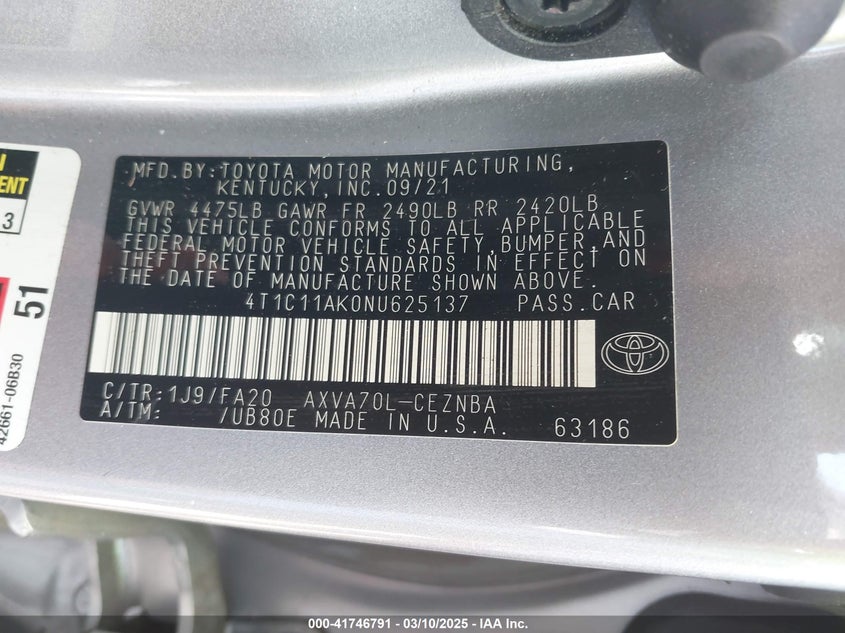 MFD.BY:TOYOTA MOTOR MANUFACTURING,
KENTUCKY, INC.09/21
GVWR 4475LB GAWR FR 2490LB RR 2420LB
THIS VEHICLE CONFORMS TO ALL APPLICABLE
FEDERAL MOTOR VEHICLE SAFETY,BUMPER,AND
THEFT PREVENTION STANDARDS IN EFFECT ON
THE DATE OF MANUFACTURE SHOWN ABOVE.
4T1C11AK0NU625137 PASS.CAR
C/TR:1J9/FA20 AXVA70L-CEZNBA
A/TM: /UB80E MADE IN U.S.A. 63186
3
51
42661-06B30
000-41746791 - 03/10/2025 - IAA Inc.